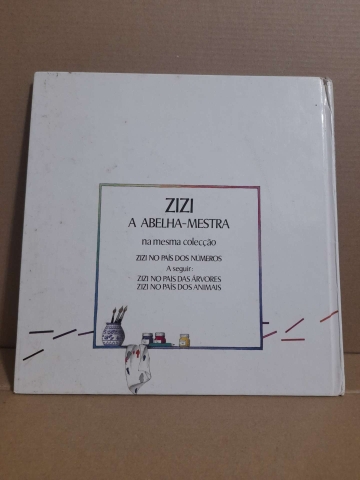 ZIZI
A ABELHA-MESTRA
na mesma colecção
ZIZI NO PAÍS DOS NÚMEROS
A seguir:
ZIZI NO PAÍS DAS ÁRVORES
ZIZI NO PAÍS DOS ANIMAIS